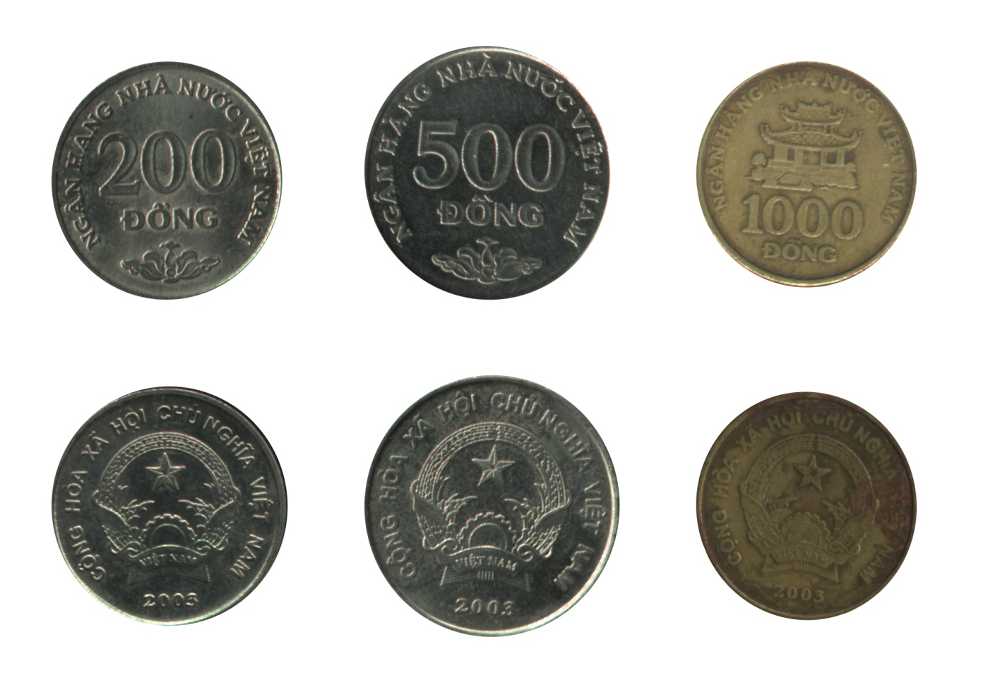 NGÂN HÀNG NHÀ NƯỚC VIỆT NAM
200
ĐỒNG
NGÂN HÀNG NHÀ NƯỚC VIỆT NAM
500
ĐỒNG
NGÂN HÀNG NHÀ NƯỚC VIỆT NAM
1000
ĐỒNG
CỘNG HÒA XÃ HỘI CHỦ NGHĨA VIỆT NAM
VIỆT NAM
2003
CỘNG HÒA XÃ HỘI CHỦ NGHĨA VIỆT NAM
VIỆT NAM
2003
CỘNG HÒA XÃ HỘI CHỦ NGHĨA VIỆT NAM
VIỆT NAM
2003